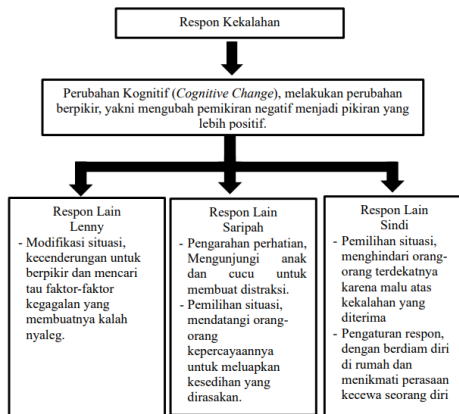 Respon Kekalahan
Perubahan Kognitif (Cognitive Change), melakukan perubahan
berpikir, yakni mengubah pemikiran negatif menjadi pikiran yang
lebih positif.
Respon Lain
Lenny
- Modifikasi situasi,
kecenderungan untuk
berpikir dan mencari
tau faktor-faktor
kegagalan yang
membuatnya kalah
nyaleg.
Respon Lain
Saripah
- Pengarahan perhatian,
Mengunjungi anak
dan cucu untuk
membuat distraksi.
- Pemilihan situasi,
mendatangi orang-
orang
kepercayaannya
untuk meluapkan
kesedihan yang
dirasakan.
Respon Lain
Sindi
- Pemilihan situasi,
menghindari orang-
orang terdekatnya
karena malu atas
kekalahan yang
diterima
- Pengaturan respon,
dengan berdiam diri
di rumah dan
menikmati perasaan
kecewa seorang diri